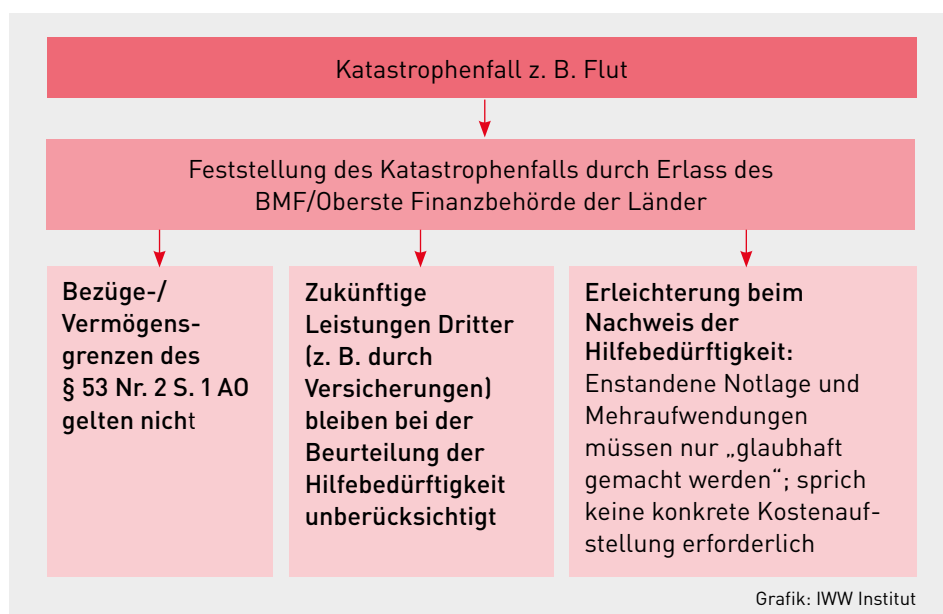 Katastrophenfall z. B. Flut
Feststellung des Katastrophenfalls durch Erlass des
BMF/Oberste Finanzbehörde der Länder
Bezüge-/
Vermögens-
grenzen des
§ 53 Nr. 2 S. 1 AO
gelten nicht
Zukünftige
Leistungen Dritter
(z. B. durch
Versicherungen)
bleiben bei der
Beurteilung der
Hilfebedürftigkeit
unberücksichtigt
Erleichterung beim
Nachweis der
Hilfebedürftigkeit:
Enstandene Notlage und
Mehraufwendungen
müssen nur „glaubhaft
gemacht werden“; sprich
keine konkrete Kostenauf-
stellung erforderlich
Grafik: IWW Institut